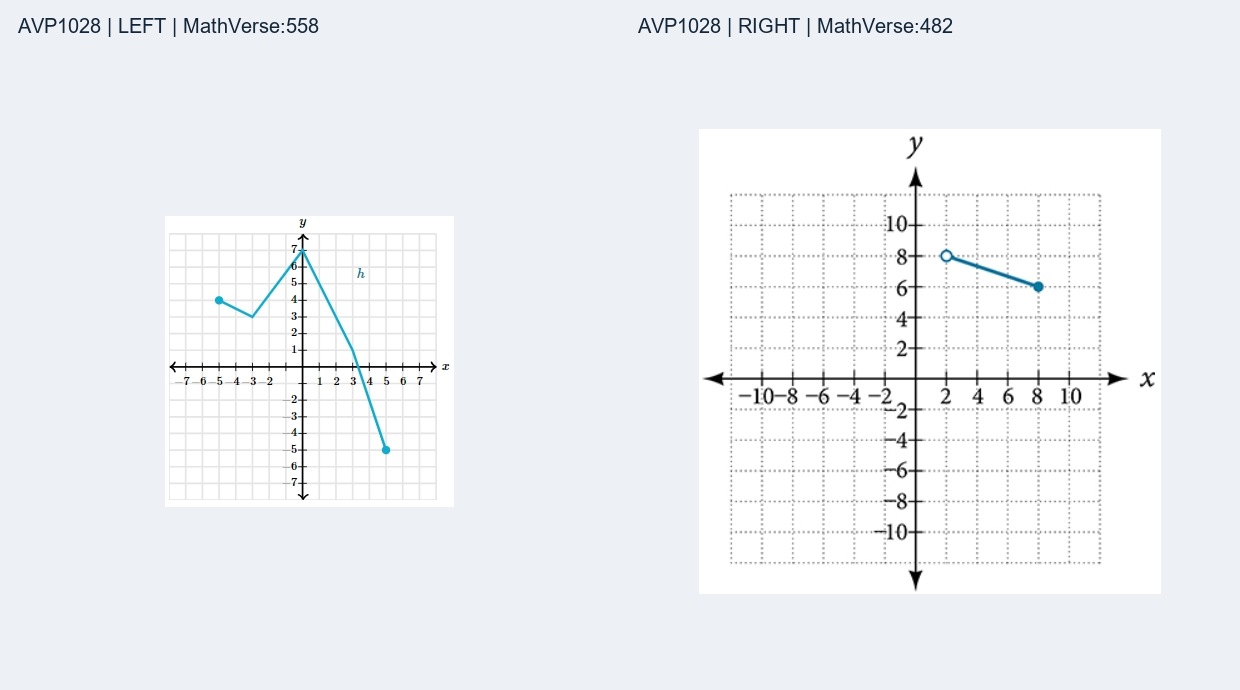 AVP1028 | LEFT | MathVerse:558
AVP1028 | RIGHT | MathVerse:482
y
7
6
5
4
3
2
1
h
x
-7 -6 -5 -4 -3 -2 1 2 3 4 5 6 7
-2
-3
-4
-5
-6
-7
y
10
8
6
4
2
x
−10 −8 −6 −4 −2 2 4 6 8 10
−2
−4
−6
−8
−10